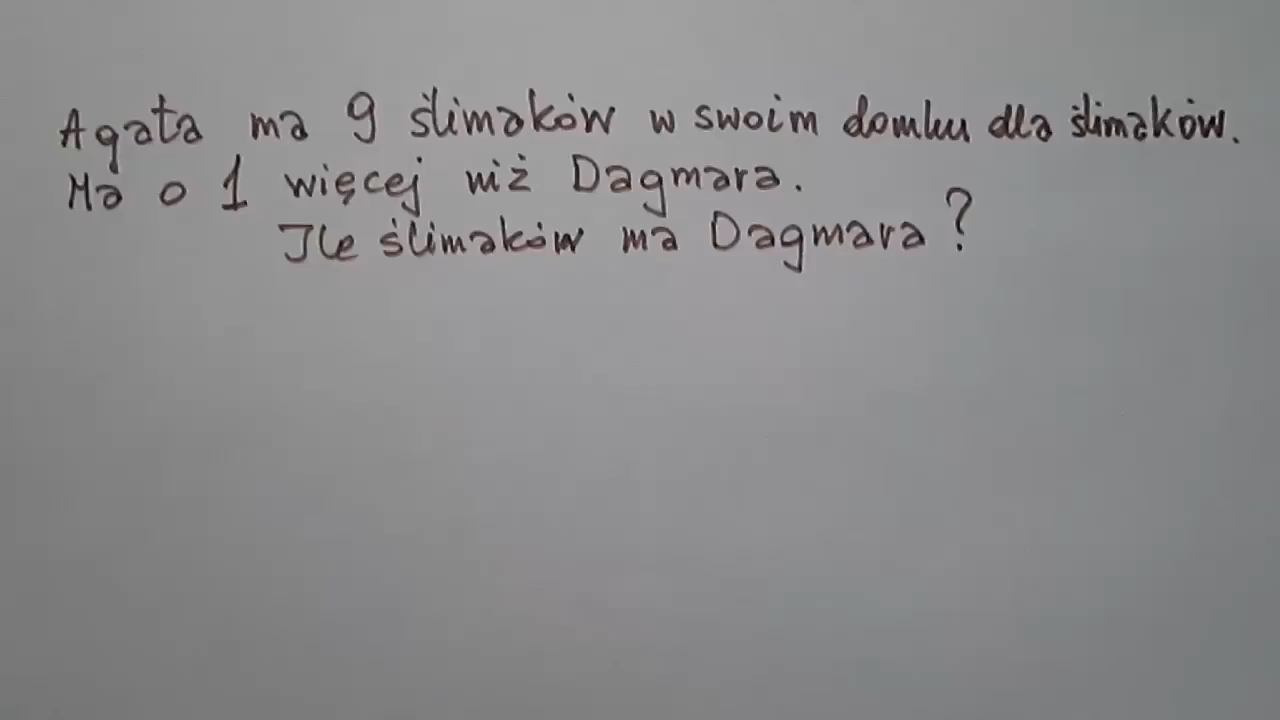 Agata ma 9 ślimaków w swoim domku dla ślimaków.
Ma o 1 więcej niż Dagmara.
Ile ślimaków ma Dagmara?